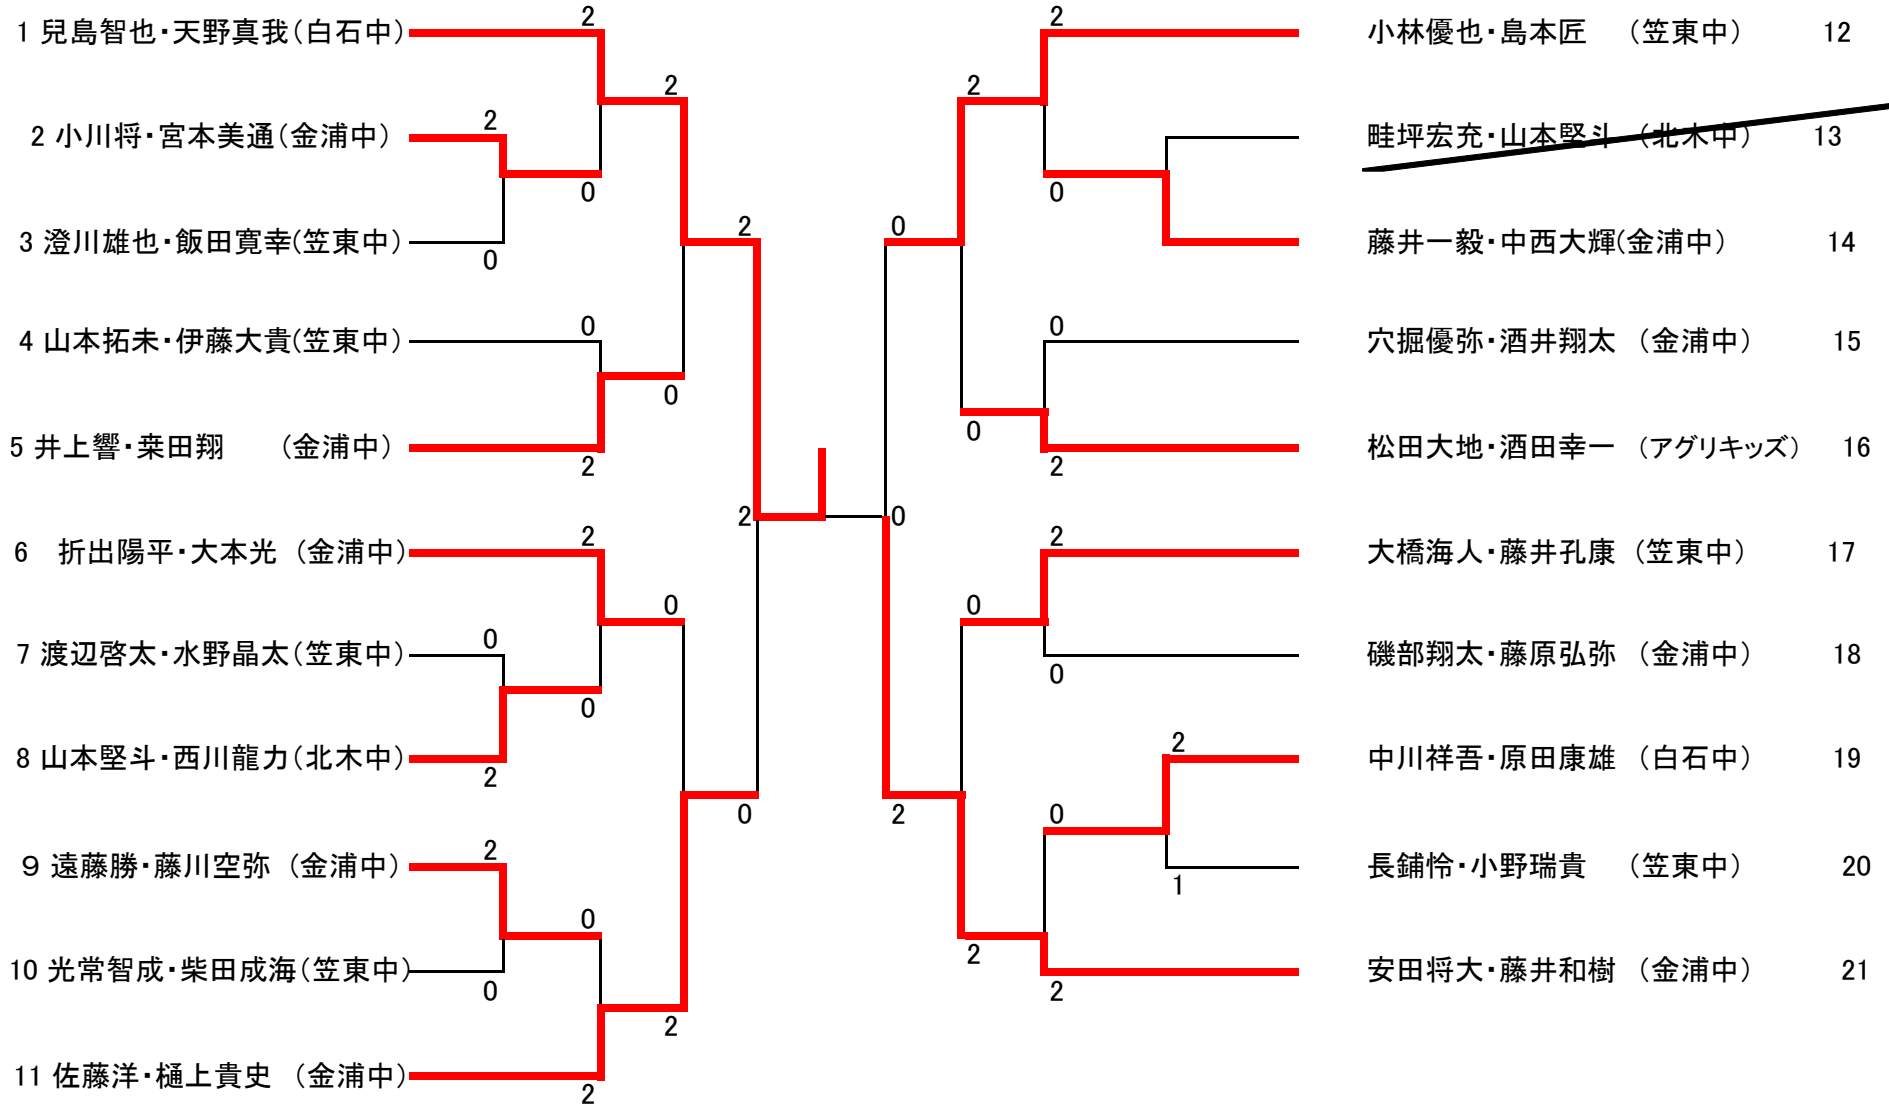 1 兒島智也・天野真我(白石中) 2 2 小林優也・島本匠 (笠東中) 12
2 2
2 小川将・宮本美通(金浦中) 2 畦坪宏充・山本堅斗 (北木中) 13
0 0
3 澄川雄也・飯田寛幸(笠東中) 0 2 0 藤井一毅・中西大輝(金浦中) 14
4 山本拓未・伊藤大貴(笠東中) 0 0 穴掘優弥・酒井翔太 (金浦中) 15
0 0
5 井上響・桒田翔 (金浦中) 2 2 松田大地・酒田幸一 (アグリキッズ) 16
2 0
6 折出陽平・大本光 (金浦中) 2 2 大橋海人・藤井孔康 (笠東中) 17
0 0
7 渡辺啓太・水野晶太(笠東中) 0 0 磯部翔太・藤原弘弥 (金浦中) 18
0
8 山本堅斗・西川龍力(北木中) 2 2 中川祥吾・原田康雄 (白石中) 19
0 2 0
9 遠藤勝・藤川空弥 (金浦中) 2 1 長鋪怜・小野瑞貴 (笠東中) 20
0 2
10 光常智成・柴田成海(笠東中) 0 2 安田将大・藤井和樹 (金浦中) 21
2
11 佐藤洋・樋上貴史 (金浦中) 2